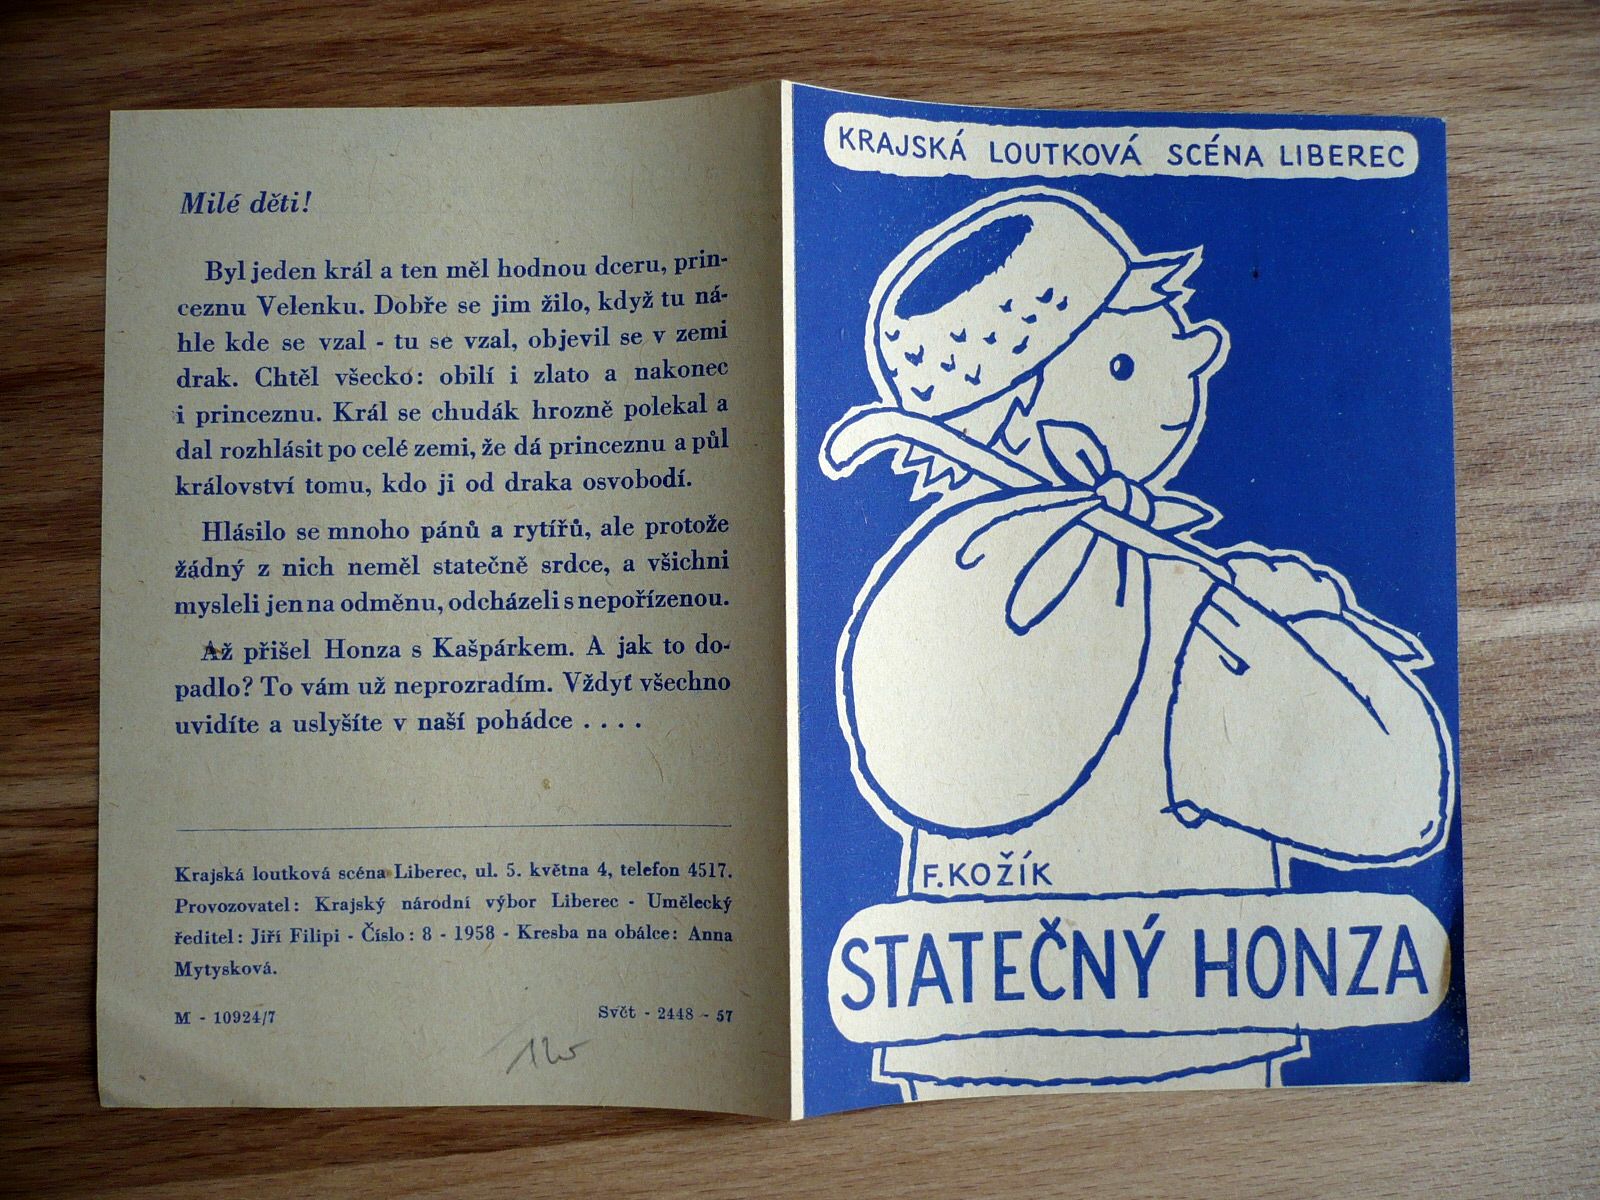 Milé děti!
Byl jeden král a ten měl hodnou dceru, prin-
ceznu Velenku. Dobře se jim žilo, když tu ná-
hle kde se vzal - tu se vzal, objevil se v zemi
drak. Chtěl všecko: obilí i zlato a nakonec
i princeznu. Král se chudák hrozně polekal a
dal rozhlásit po celé zemi, že dá princeznu a půl
království tomu, kdo ji od draka osvobodí.
Hlásilo se mnoho pánů a rytířů, ale protože
žádný z nich neměl statečně srdce, a všichni
mysleli jen na odměnu, odcházeli s nepořízenou.
Až přišel Honza s Kašpárkem. A jak to do-
padlo? To vám už neprozradím. Vždyť všechno
uvidíte a uslyšíte v naší pohádce . . . .
Krajská loutková scéna Liberec, ul. 5. května 4, telefon 4517.
Provozovatel: Krajský národní výbor Liberec - Umělecký
ředitel: Jiří Filipi - Číslo: 8 - 1958 - Kresba na obálce: Anna
Mytysková.
M - 10924/7
Svčt - 2448 - 57
KRAJSKÁ LOUTKOVÁ SCÉNA LIBEREC
F. KOŽÍK
STATEČNÝ HONZA